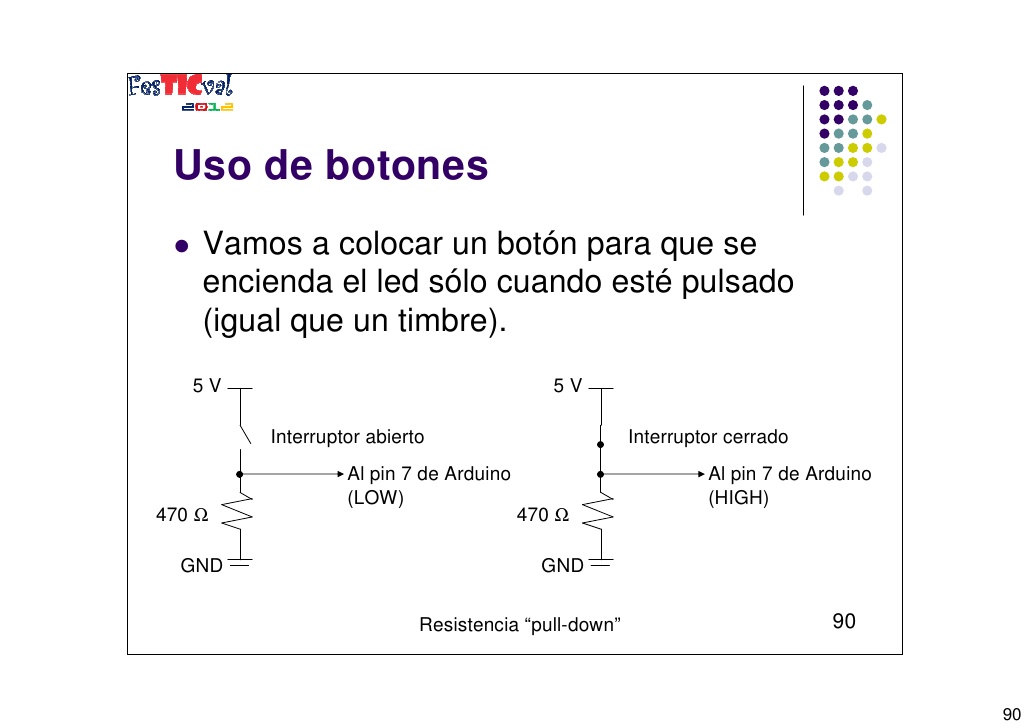 FesTICval
2012
Uso de botones
Vamos a colocar un botón para que se
encienda el led sólo cuando esté pulsado
(igual que un timbre).
5 V
Interruptor abierto
Al pin 7 de Arduino
(LOW)
470 Ω
GND
5 V
Interruptor cerrado
Al pin 7 de Arduino
(HIGH)
470 Ω
GND
Resistencia “pull-down”
90
90